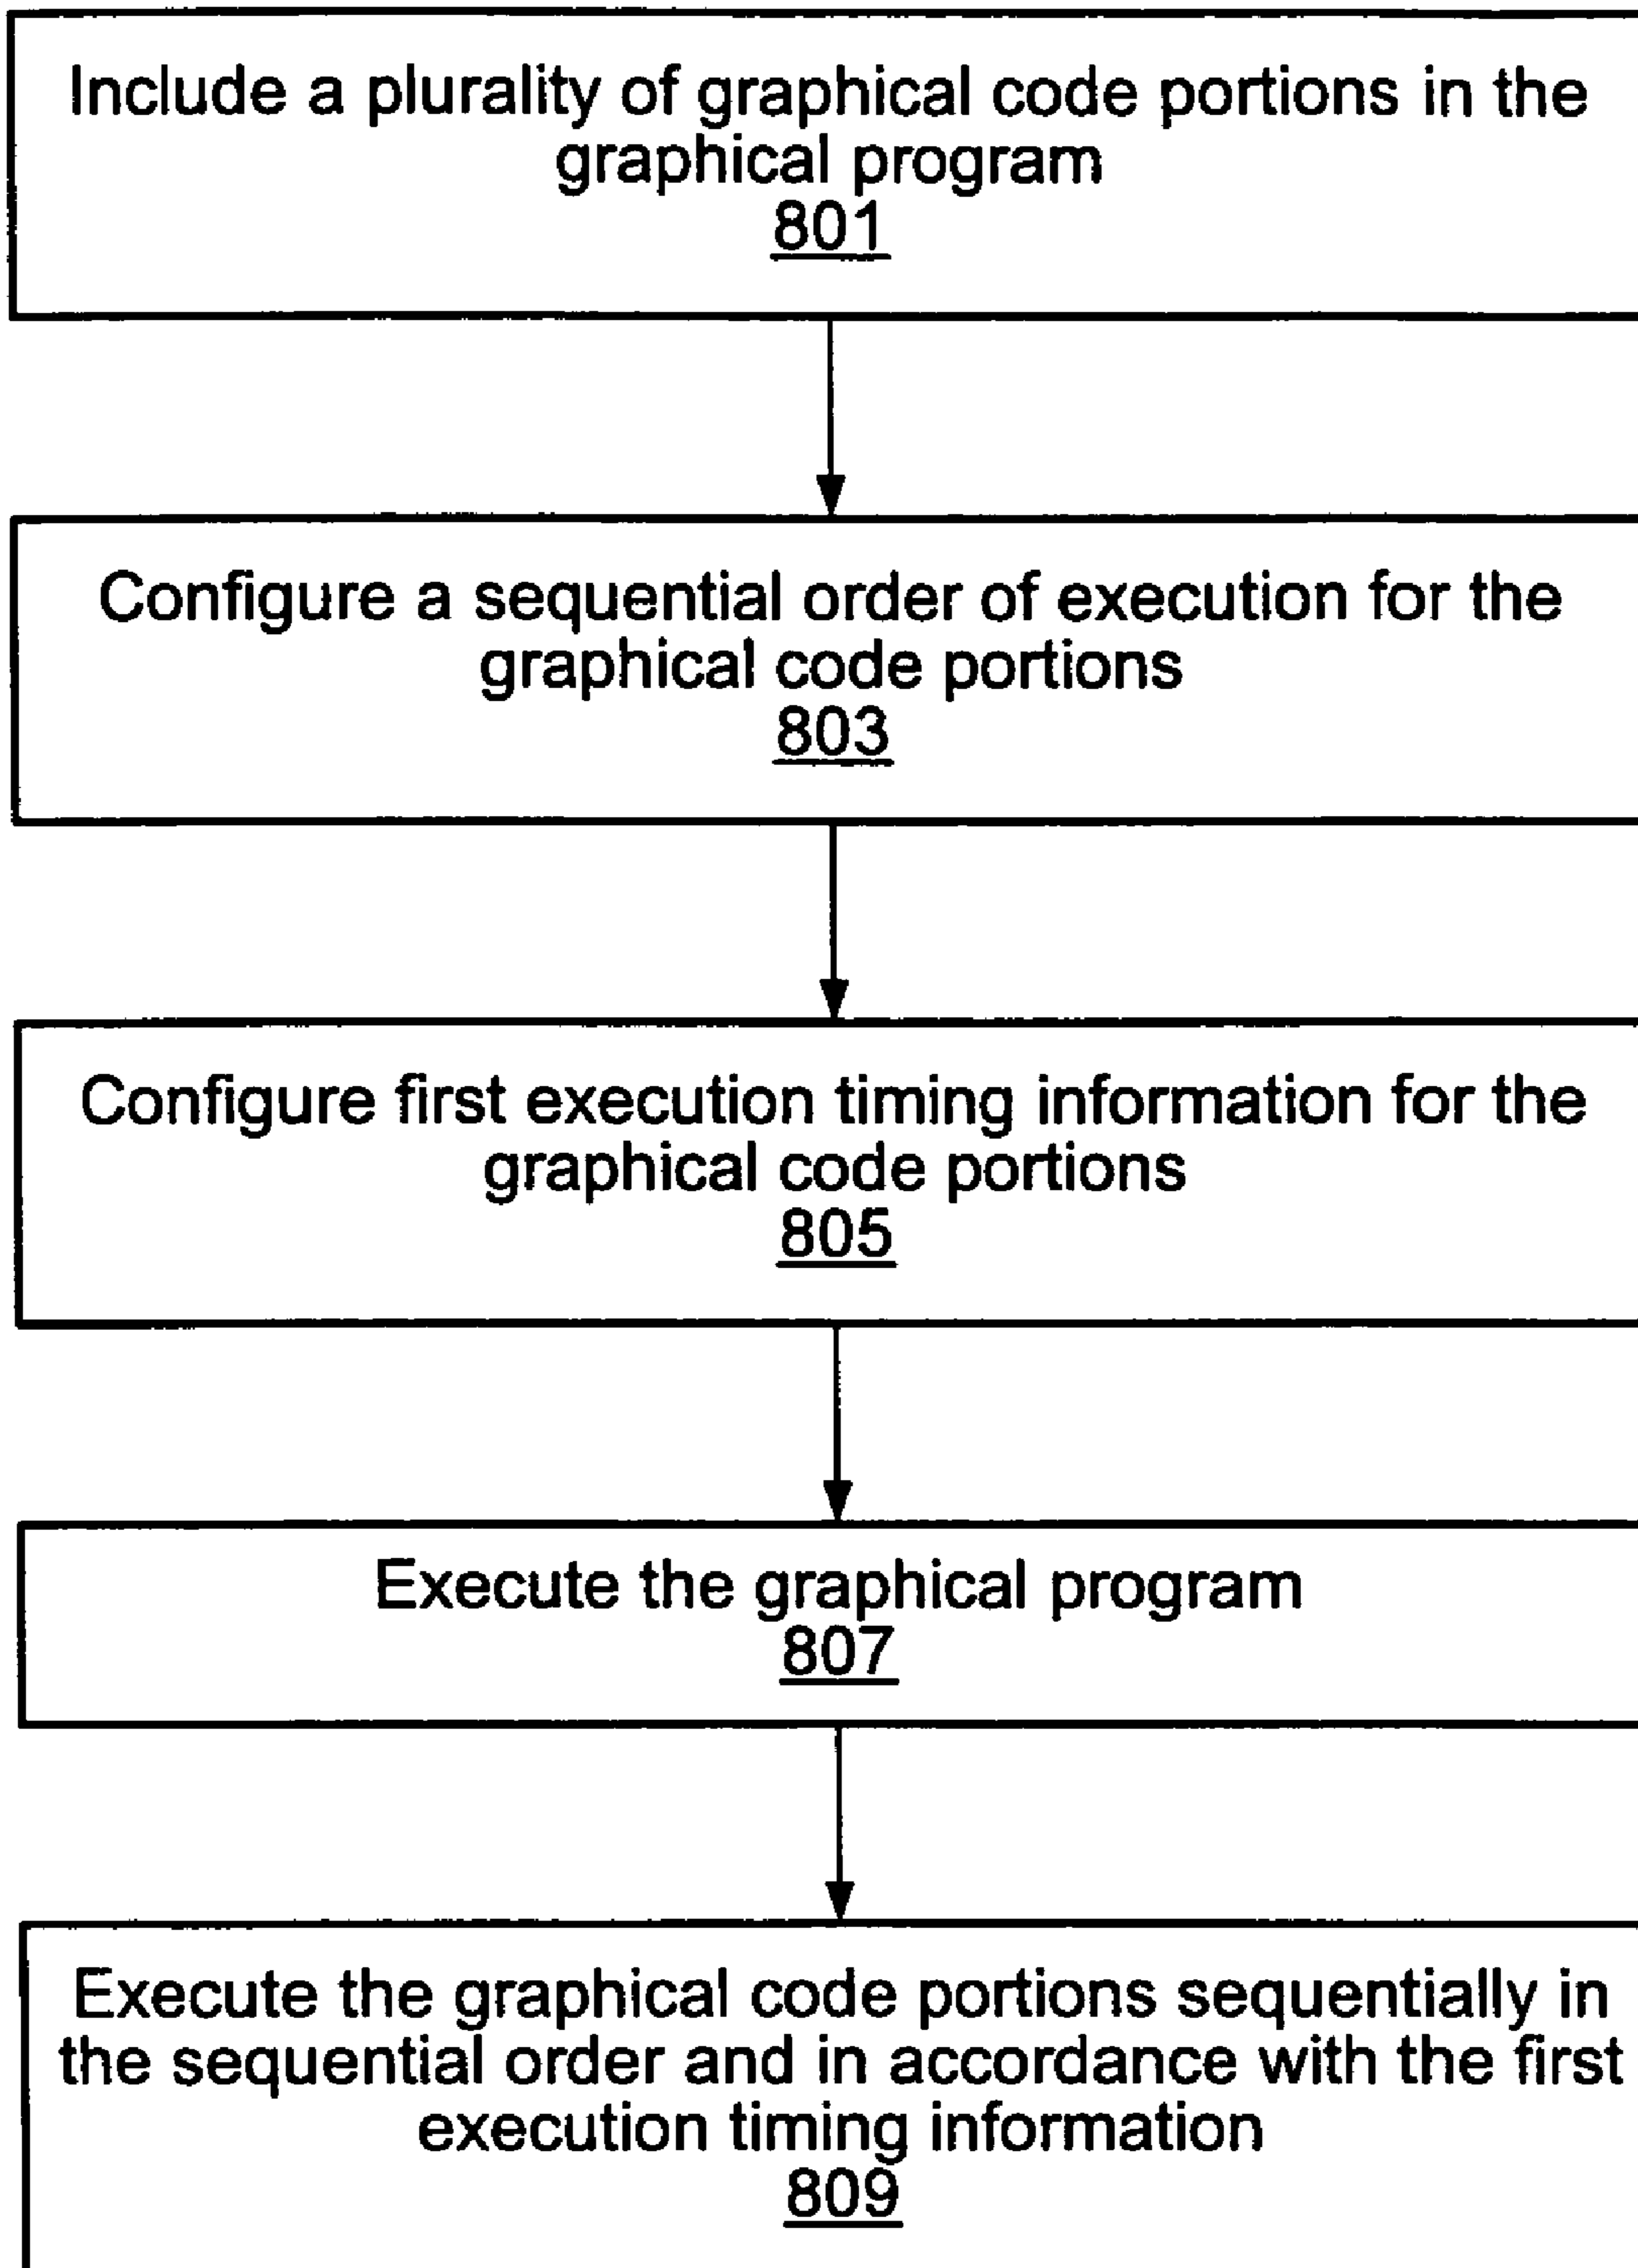 Include a plurality of graphical code portions in the
graphical program
801
Configure a sequential order of execution for the
graphical code portions
803
Configure first execution timing information for the
graphical code portions
805
Execute the graphical program
807
Execute the graphical code portions sequentially in
the sequential order and in accordance with the first
execution timing information
809